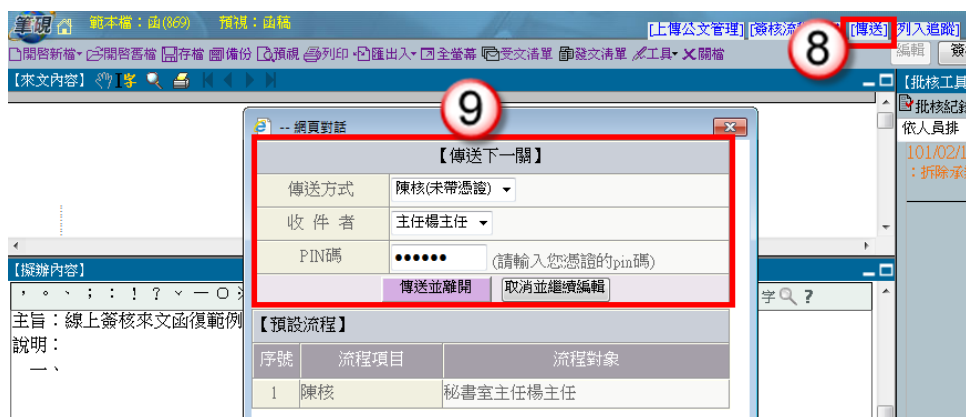 筆硯 範本檔：函(869) 預視：函稿
[上傳公文管理] [簽核流 [傳送] [列入追蹤]
8
開啓新檔 開啓舊檔 存檔 備份 預視 列印 匯出入 全螢幕 受文清單 發文清單 工具 X關檔
編輯 簽
【來文內容】 字
【批核工具
批核紀錄
依人員排
101/02/1
：拆除承
9
-- 網頁對話
【傳送下一關】
傳送方式 陳核(未帶憑證)
收 件 者 主任楊主任
PIN碼 •••••• (請輸入您憑證的pin碼)
傳送並離開 取消並繼續編輯
【擬辦內容】
， 。 、 ； ： ！ ？ ˇ － ○ 字 ?
主旨：線上簽核來文函復範例
說明：
一、
【預設流程】
序號 流程項目 流程對象
1 陳核 秘書室主任楊主任